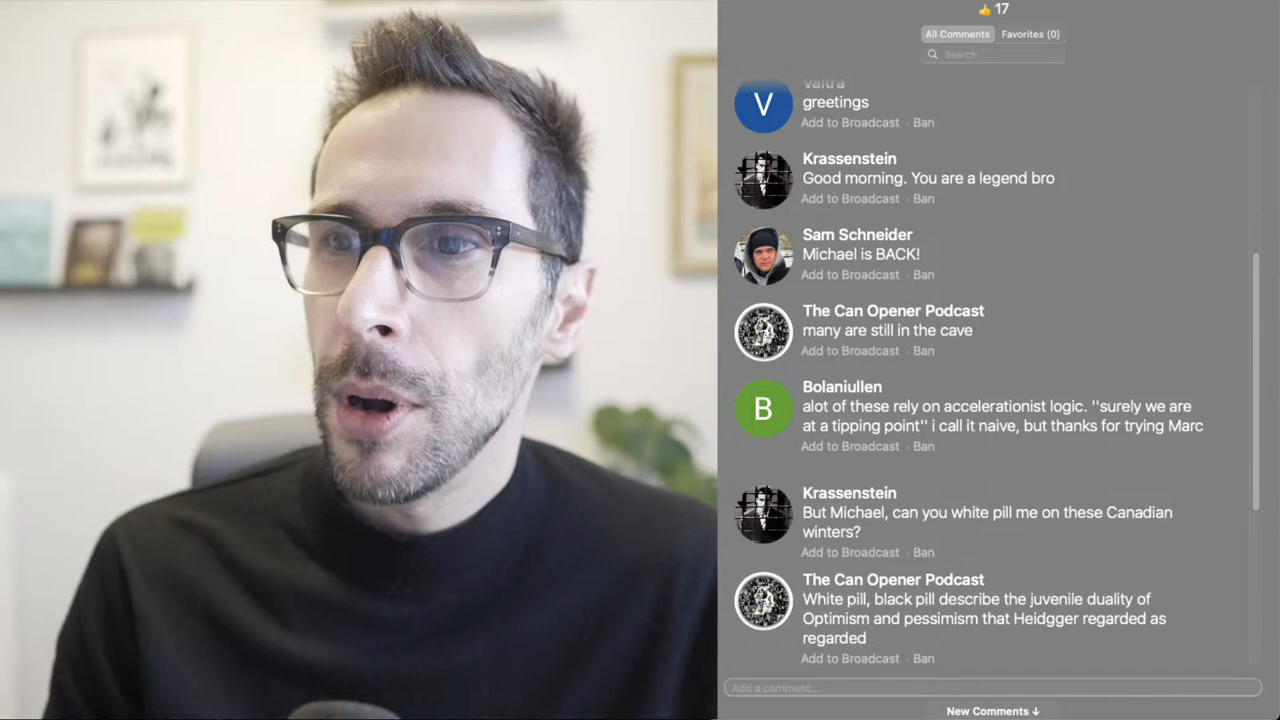 👍 17
All Comments
Favorites (0)
Search
Valtra
greetings
Add to Broadcast · Ban
Krassenstein
Good morning. You are a legend bro
Add to Broadcast · Ban
Sam Schneider
Michael is BACK!
Add to Broadcast · Ban
The Can Opener Podcast
many are still in the cave
Add to Broadcast · Ban
B
Bolaniullen
alot of these rely on accelerationist logic. ''surely we are
at a tipping point'' i call it naive, but thanks for trying Marc
Add to Broadcast · Ban
Krassenstein
But Michael, can you white pill me on these Canadian
winters?
Add to Broadcast · Ban
The Can Opener Podcast
White pill, black pill describe the juvenile duality of
Optimism and pessimism that Heidgger regarded as
regarded
Add to Broadcast · Ban
Add a comment...
New Comments ↓
V